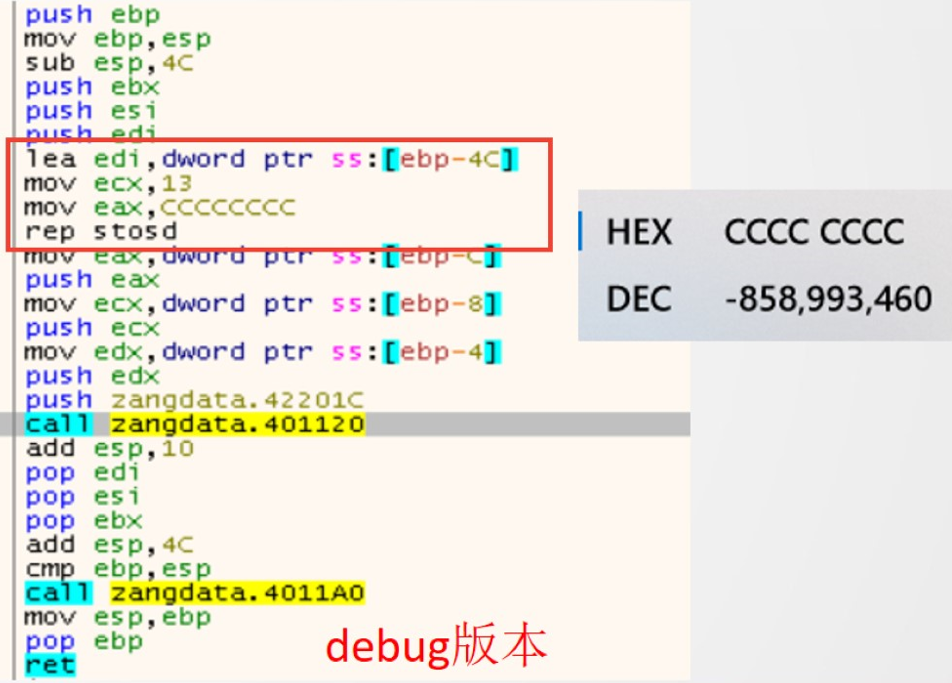 push ebp
mov ebp,esp
sub esp,4C
push ebx
push esi
push edi
lea edi,dword ptr ss:[ebp-4C]
mov ecx,13
mov eax,CCCCCCCC
rep stosd
mov eax,dword ptr ss:[ebp-C]
push eax
mov ecx,dword ptr ss:[ebp-8]
push ecx
mov edx,dword ptr ss:[ebp-4]
push edx
push zangdata.42201C
call zangdata.401120
add esp,10
pop edi
pop esi
pop ebx
add esp,4C
cmp ebp,esp
call zangdata.4011A0
mov esp,ebp
pop ebp
ret
HEX CCCC CCCC
DEC -858,993,460
debug版本